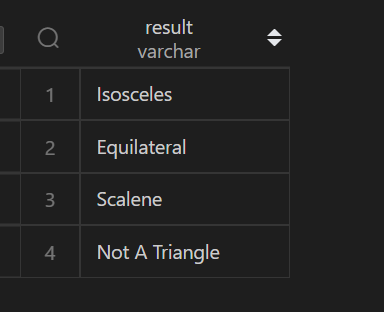 result
varchar
1 Isosceles
2 Equilateral
3 Scalene
4 Not A Triangle